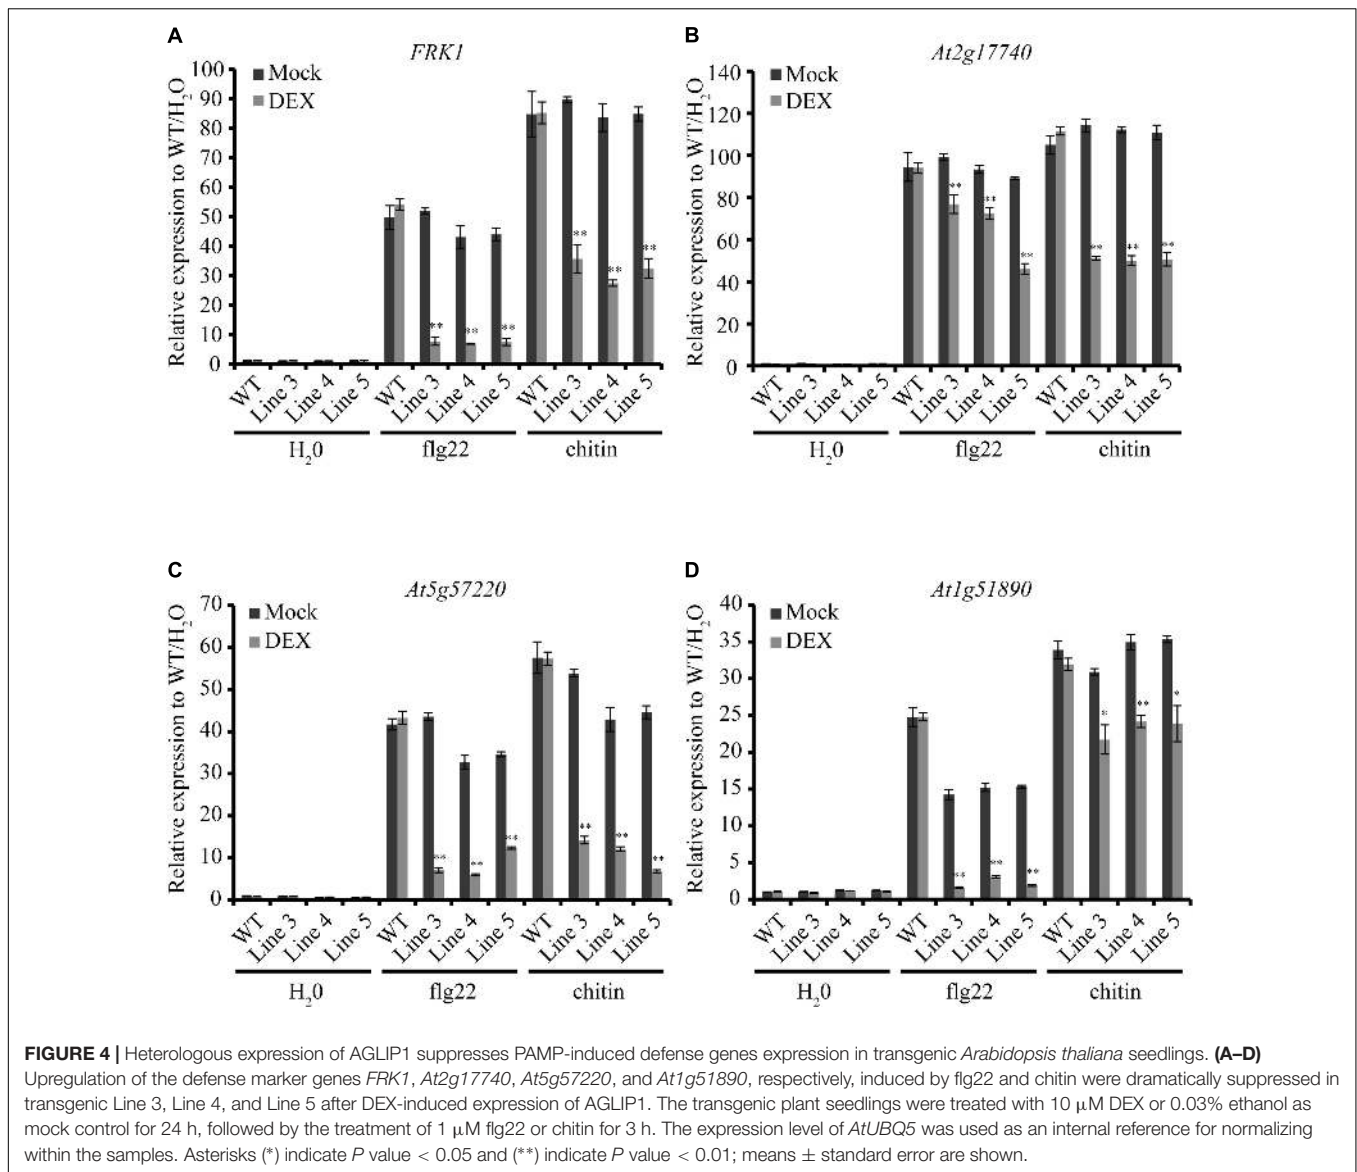 A
FRK1
Relative expression to WT/H2O
100
90
80
70
60
50
40
30
20
10
0
Mock
DEX
WT
Line 3
Line 4
Line 5
WT
Line 3
Line 4
Line 5
WT
Line 3
Line 4
Line 5
** ** ** ** ** **
H20
flg22
chitin
B
At2g17740
Relative expression to WT/H2O
140
120
100
80
60
40
20
0
Mock
DEX
WT
Line 3
Line 4
Line 5
WT
Line 3
Line 4
Line 5
WT
Line 3
Line 4
Line 5
** ** ** ** ** **
H20
flg22
chitin
C
At5g57220
Relative expression to WT/H2O
70
60
50
40
30
20
10
0
Mock
DEX
WT
Line 3
Line 4
Line 5
WT
Line 3
Line 4
Line 5
WT
Line 3
Line 4
Line 5
** ** ** ** ** **
H20
flg22
chitin
D
At1g51890
Relative expression to WT/H2O
40
35
30
25
20
15
10
5
0
Mock
DEX
WT
Line 3
Line 4
Line 5
WT
Line 3
Line 4
Line 5
WT
Line 3
Line 4
Line 5
** ** ** * ** *
H20
flg22
chitin
FIGURE 4 | Heterologous expression of AGLIP1 suppresses PAMP-induced defense genes expression in transgenic Arabidopsis thaliana seedlings. (A–D)
Upregulation of the defense marker genes FRK1, At2g17740, At5g57220, and At1g51890, respectively, induced by flg22 and chitin were dramatically suppressed in
transgenic Line 3, Line 4, and Line 5 after DEX-induced expression of AGLIP1. The transgenic plant seedlings were treated with 10 μM DEX or 0.03% ethanol as
mock control for 24 h, followed by the treatment of 1 μM flg22 or chitin for 3 h. The expression level of AtUBQ5 was used as an internal reference for normalizing
within the samples. Asterisks (*) indicate P value < 0.05 and (**) indicate P value < 0.01; means ± standard error are shown.